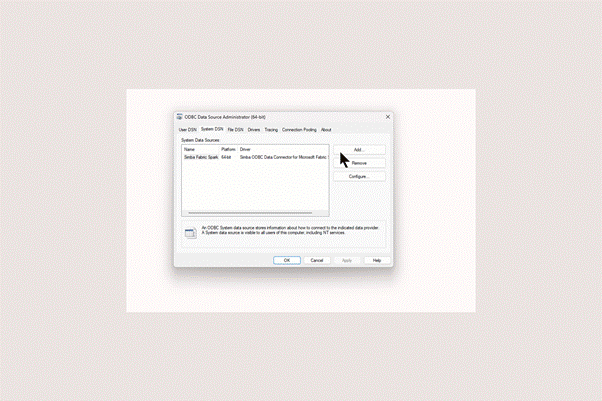 ODBC Data Source Administrator (64-bit)
User DSN System DSN File DSN Drivers Tracing Connection Pooling About
System Data Sources:
Name Platform Driver
Simba Fabric Spark 64-bit Simba ODBC Data Connector for Microsoft Fabric
Add...
Remove
Configure...
An ODBC System data source stores information about how to connect to the indicated data provider.
A System data source is visible to all users of this computer, including NT services.
OK Cancel Apply Help